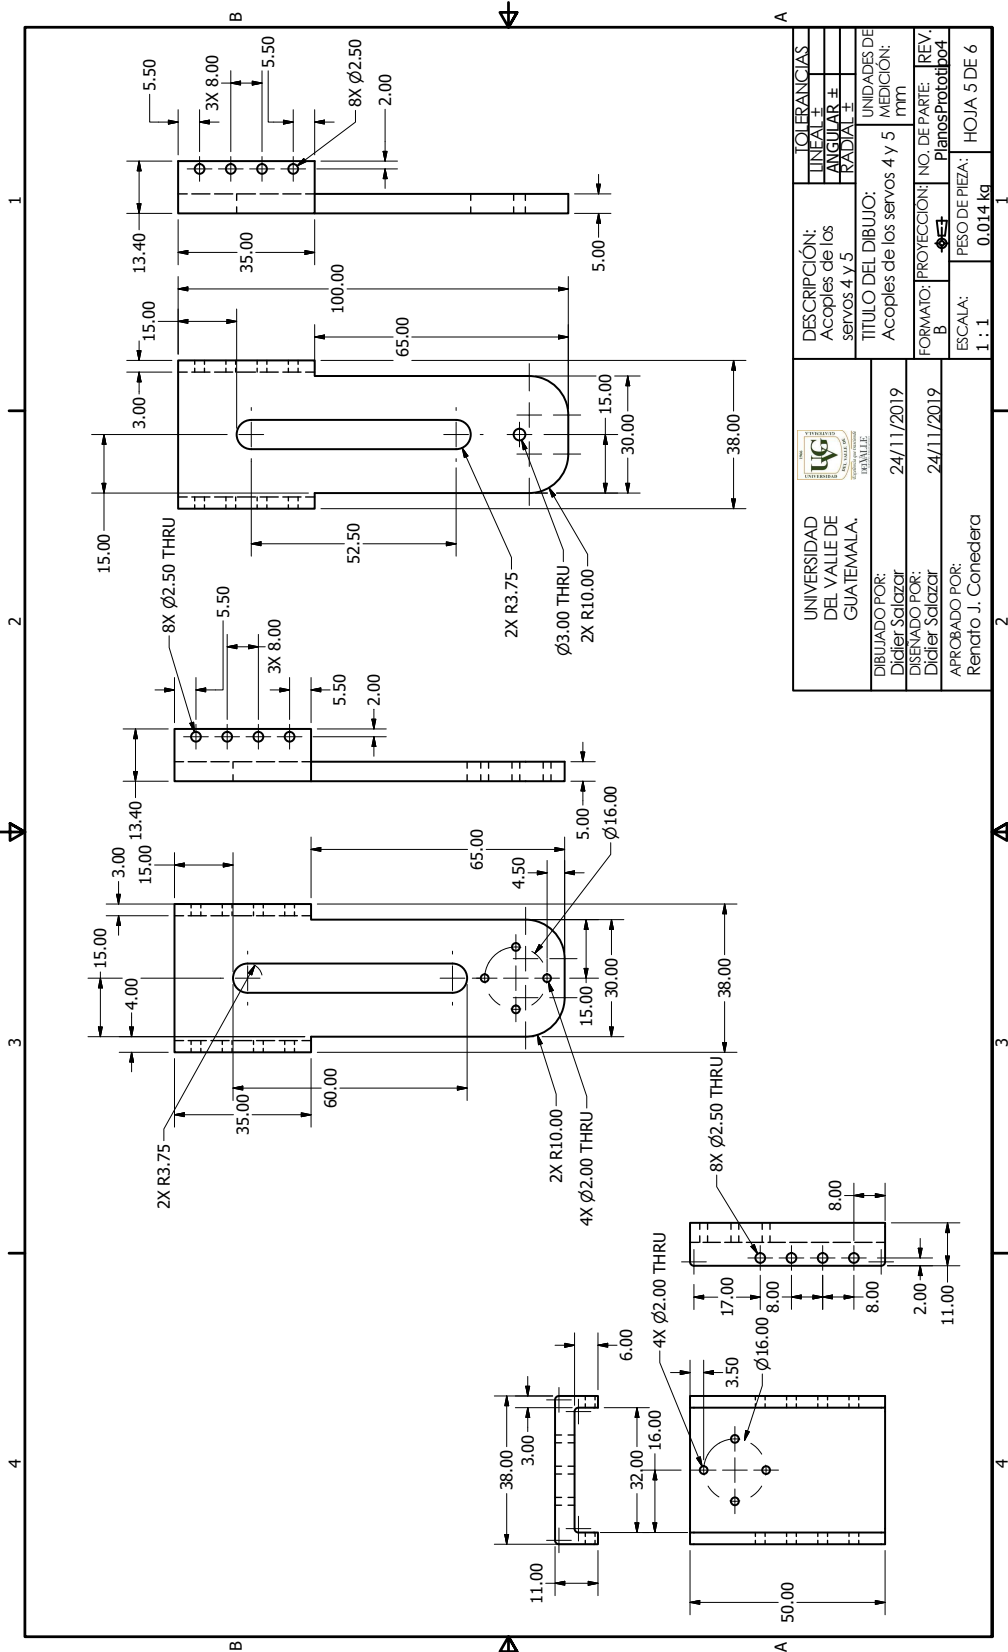 B
A
1
2
3
4
5.50
3X 8.00
5.50
8X Ø2.50
2.00
13.40
35.00
5.00
15.00
3.00
100.00
65.00
15.00
15.00
30.00
38.00
52.50
2X R3.75
Ø3.00 THRU
2X R10.00
8X Ø2.50 THRU
5.50
3X 8.00
5.50
2.00
13.40
5.00
3.00
15.00
15.00
4.00
65.00
4.50
Ø16.00
15.00
30.00
38.00
60.00
35.00
2X R3.75
2X R10.00
4X Ø2.00 THRU
8X Ø2.50 THRU
8.00
17.00
8.00
8.00
2.00
11.00
4X Ø2.00 THRU
3.50
Ø16.00
6.00
38.00
3.00
32.00
16.00
11.00
50.00
UNIVERSIDAD
DEL VALLE DE
GUATEMALA.
UVG
UNIVERSIDAD
DEL VALLE DE
GUATEMALA
DIBUJADO POR:
Didier Salazar 24/11/2019
DISEÑADO POR:
Didier Salazar 24/11/2019
APROBADO POR:
Renato J. Conedera
DESCRIPCIÓN:
Acoples de los
servos 4 y 5
TOLERANCIAS
LINEAL ±
ANGULAR ±
RADIAL ±
TITULO DEL DIBUJO:
Acoples de los servos 4 y 5
UNIDADES DE
MEDICIÓN:
mm
FORMATO:
B
PROYECCIÓN:
NO. DE PARTE:
PlanosPrototipo4
REV.
ESCALA:
1 : 1
PESO DE PIEZA:
0.014 kg
HOJA 5 DE 6
B
A
1
2
3
4